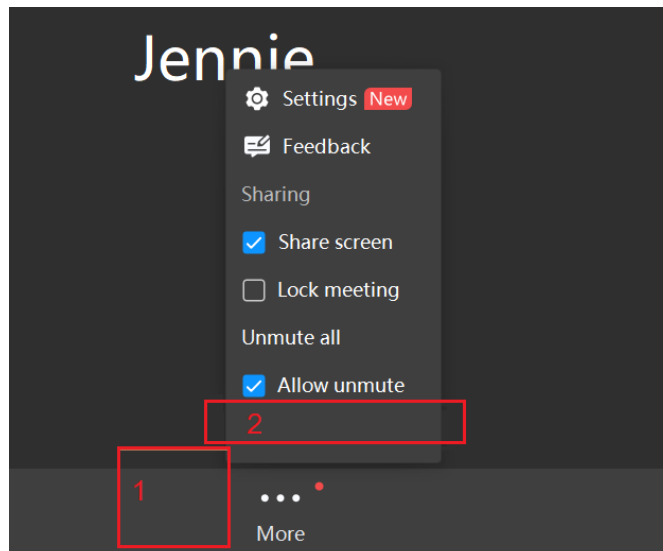 Jennie
Settings New
Feedback
Sharing
Share screen
Lock meeting
Unmute all
Allow unmute
2
1
More